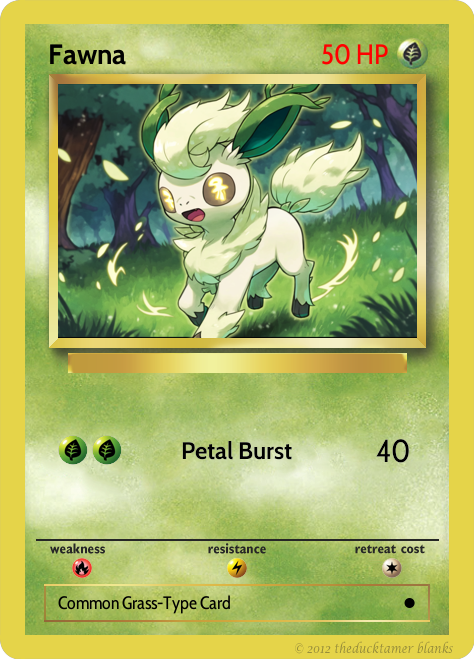 Fawna 50 HP
Petal Burst 40
weakness resistance retreat cost
Common Grass-Type Card
© 2012 theducktamer blanks